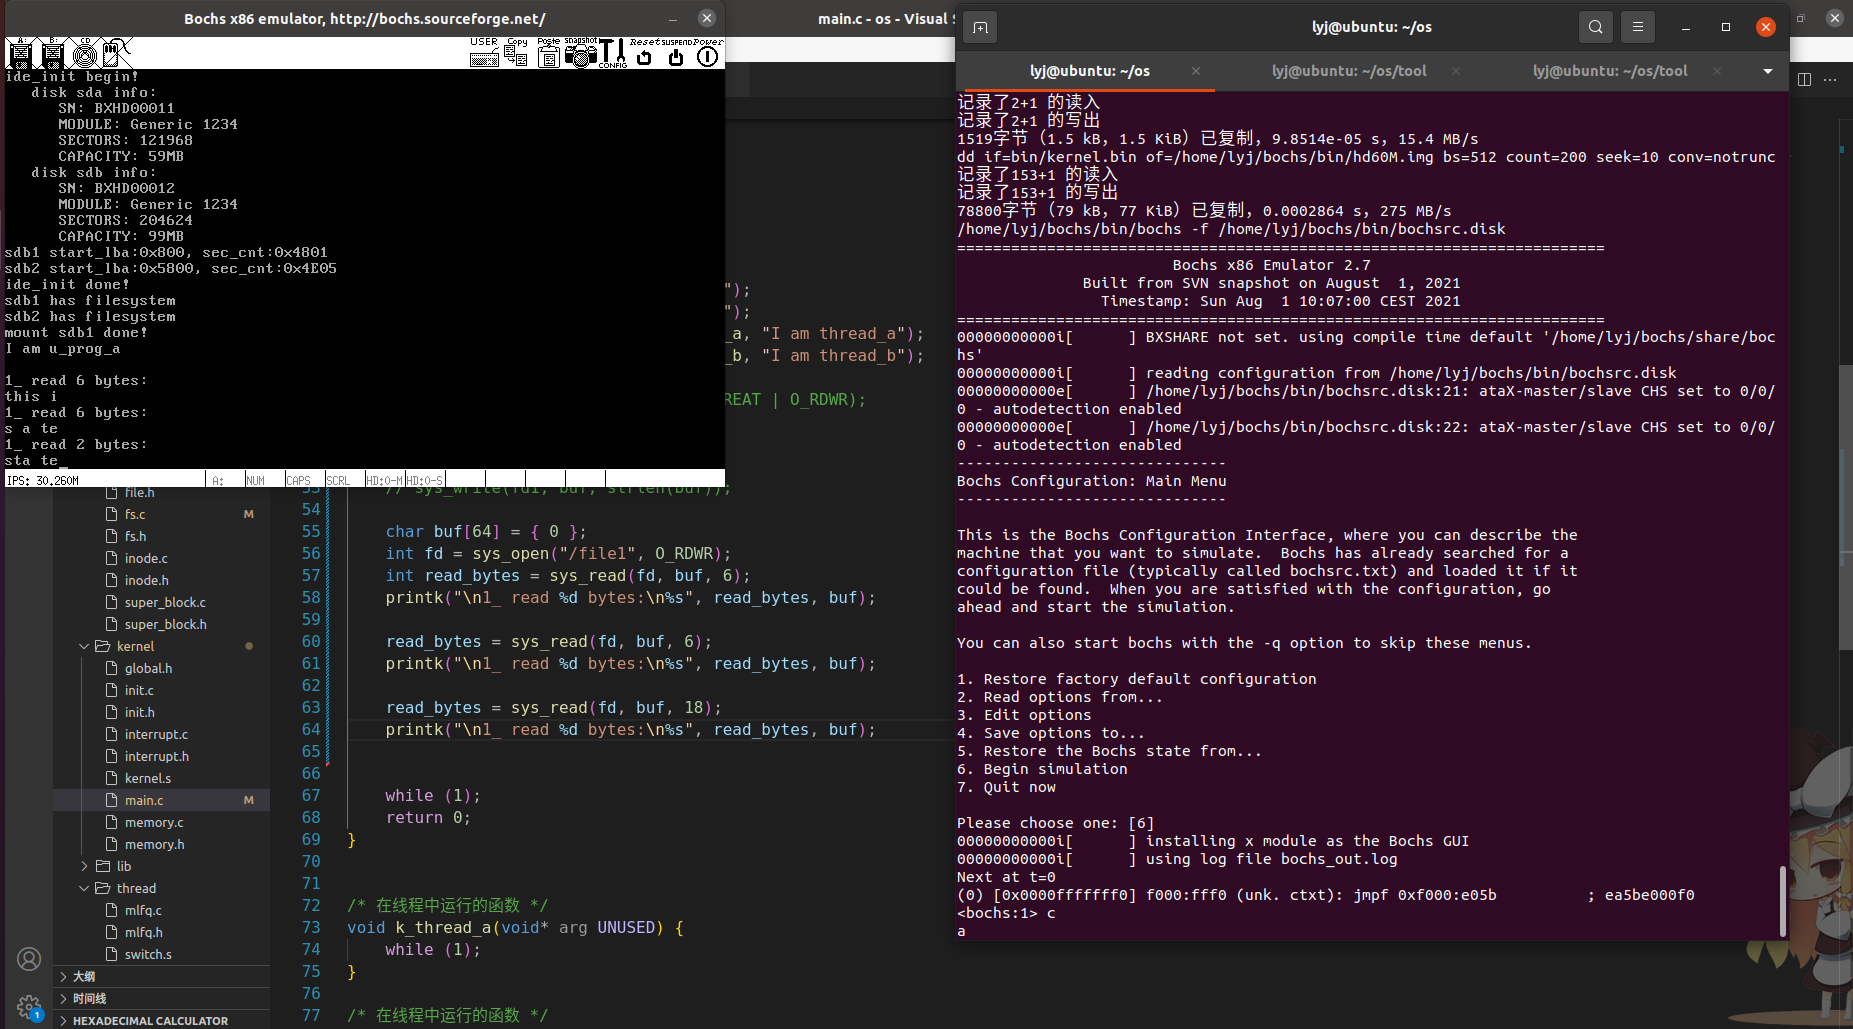 Bochs x86 emulator, http://bochs.sourceforge.net/
A: B: CD
USER Copy Paste Snapshot CONFIG Reset SUSPEND Power
ide_init begin!
disk sda info:
SN: BXHD00011
MODULE: Generic 1234
SECTORS: 121968
CAPACITY: 59MB
disk sdb info:
SN: BXHD00012
MODULE: Generic 1234
SECTORS: 204624
CAPACITY: 99MB
sdb1 start_lba:0x800, sec_cnt:0x4801
sdb2 start_lba:0x5800, sec_cnt:0x4E05
ide_init done!
sdb1 has filesystem
sdb2 has filesystem
mount sdb1 done!
I am u_prog_a
1_ read 6 bytes:
this i
1_ read 6 bytes:
s a te
1_ read 2 bytes:
sta te_
IPS: 30.260M A: NUM CAPS SCRL HD:0-M HD:0-S
main.c - os - Visual S
");
");
_a, "I am thread_a");
_b, "I am thread_b");
REAT | O_RDWR);
file.h
fs.c M
fs.h
inode.c
inode.h
super_block.c
super_block.h
kernel
global.h
init.c
init.h
interrupt.c
interrupt.h
kernel.s
main.c M
memory.c
memory.h
lib
thread
mlfq.c
mlfq.h
switch.s
大纲
时间线
HEXADECIMAL CALCULATOR
1
53 // sys_write(fd1, buf, strlen(buf));
54
55 char buf[64] = { 0 };
56 int fd = sys_open("/file1", O_RDWR);
57 int read_bytes = sys_read(fd, buf, 6);
58 printk("\n1_ read %d bytes:\n%s", read_bytes, buf);
59
60 read_bytes = sys_read(fd, buf, 6);
61 printk("\n1_ read %d bytes:\n%s", read_bytes, buf);
62
63 read_bytes = sys_read(fd, buf, 18);
64 printk("\n1_ read %d bytes:\n%s", read_bytes, buf);
65
66
67 while (1);
68 return 0;
69 }
70
71
72 /* 在线程中运行的函数 */
73 void k_thread_a(void* arg UNUSED) {
74 while (1);
75 }
76
77 /* 在线程中运行的函数 */
lyj@ubuntu: ~/os
lyj@ubuntu: ~/os lyj@ubuntu: ~/os/tool lyj@ubuntu: ~/os/tool
记录了2+1 的读入
记录了2+1 的写出
1519字节 (1.5 kB, 1.5 KiB) 已复制, 9.8514e-05 s, 15.4 MB/s
dd if=bin/kernel.bin of=/home/lyj/bochs/bin/hd60M.img bs=512 count=200 seek=10 conv=notrunc
记录了153+1 的读入
记录了153+1 的写出
78800字节 (79 kB, 77 KiB) 已复制, 0.0002864 s, 275 MB/s
/home/lyj/bochs/bin/bochs -f /home/lyj/bochs/bin/bochsrc.disk
========================================================================
Bochs x86 Emulator 2.7
Built from SVN snapshot on August  1, 2021
Timestamp: Sun Aug  1 10:07:00 CEST 2021
========================================================================
00000000000i[      ] BXSHARE not set. using compile time default '/home/lyj/bochs/share/boc
hs'
00000000000i[      ] reading configuration from /home/lyj/bochs/bin/bochsrc.disk
00000000000e[      ] /home/lyj/bochs/bin/bochsrc.disk:21: ataX-master/slave CHS set to 0/0/
0 - autodetection enabled
00000000000e[      ] /home/lyj/bochs/bin/bochsrc.disk:22: ataX-master/slave CHS set to 0/0/
0 - autodetection enabled
------------------------------
Bochs Configuration: Main Menu
------------------------------
This is the Bochs Configuration Interface, where you can describe the
machine that you want to simulate.  Bochs has already searched for a
configuration file (typically called bochsrc.txt) and loaded it if it
could be found.  When you are satisfied with the configuration, go
ahead and start the simulation.
You can also start bochs with the -q option to skip these menus.
1. Restore factory default configuration
2. Read options from...
3. Edit options
4. Save options to...
5. Restore the Bochs state from...
6. Begin simulation
7. Quit now
Please choose one: [6]
00000000000i[      ] installing x module as the Bochs GUI
00000000000i[      ] using log file bochs_out.log
Next at t=0
(0) [0x0000fffffff0] f000:fff0 (unk. ctxt): jmpf 0xf000:e05b          ; ea5be000f0
<bochs:1> c
a